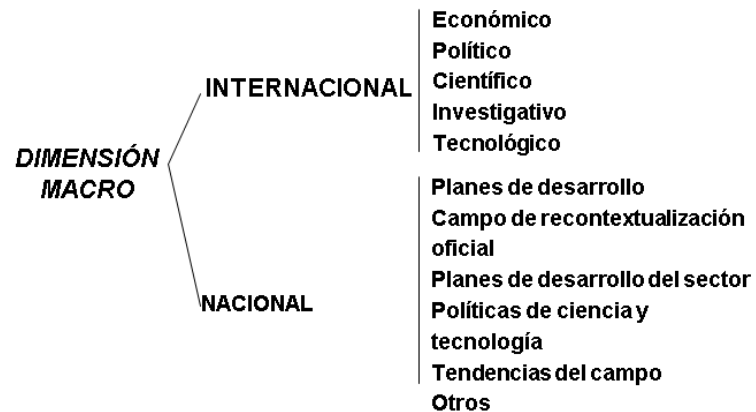 DIMENSIÓN
MACRO
INTERNACIONAL
Económico
Político
Científico
Investigativo
Tecnológico
NACIONAL
Planes de desarrollo
Campo de recontextualización
oficial
Planes de desarrollo del sector
Políticas de ciencia y
tecnología
Tendencias del campo
Otros